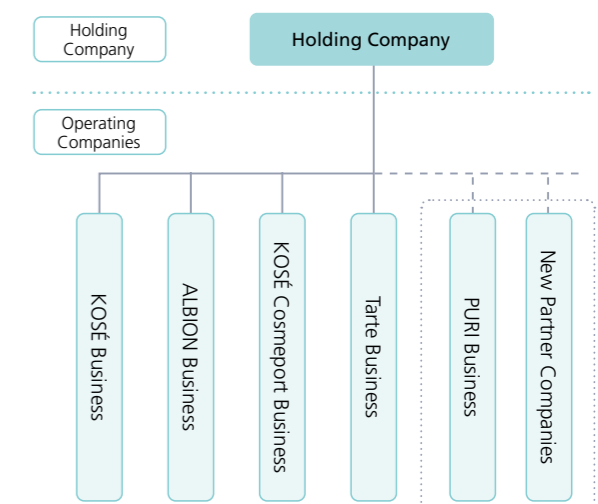 Holding
Company
Holding Company
Operating
Companies
KOSÉ Business
ALBION Business
KOSÉ Cosmeport Business
Tarte Business
PURI Business
New Partner Companies